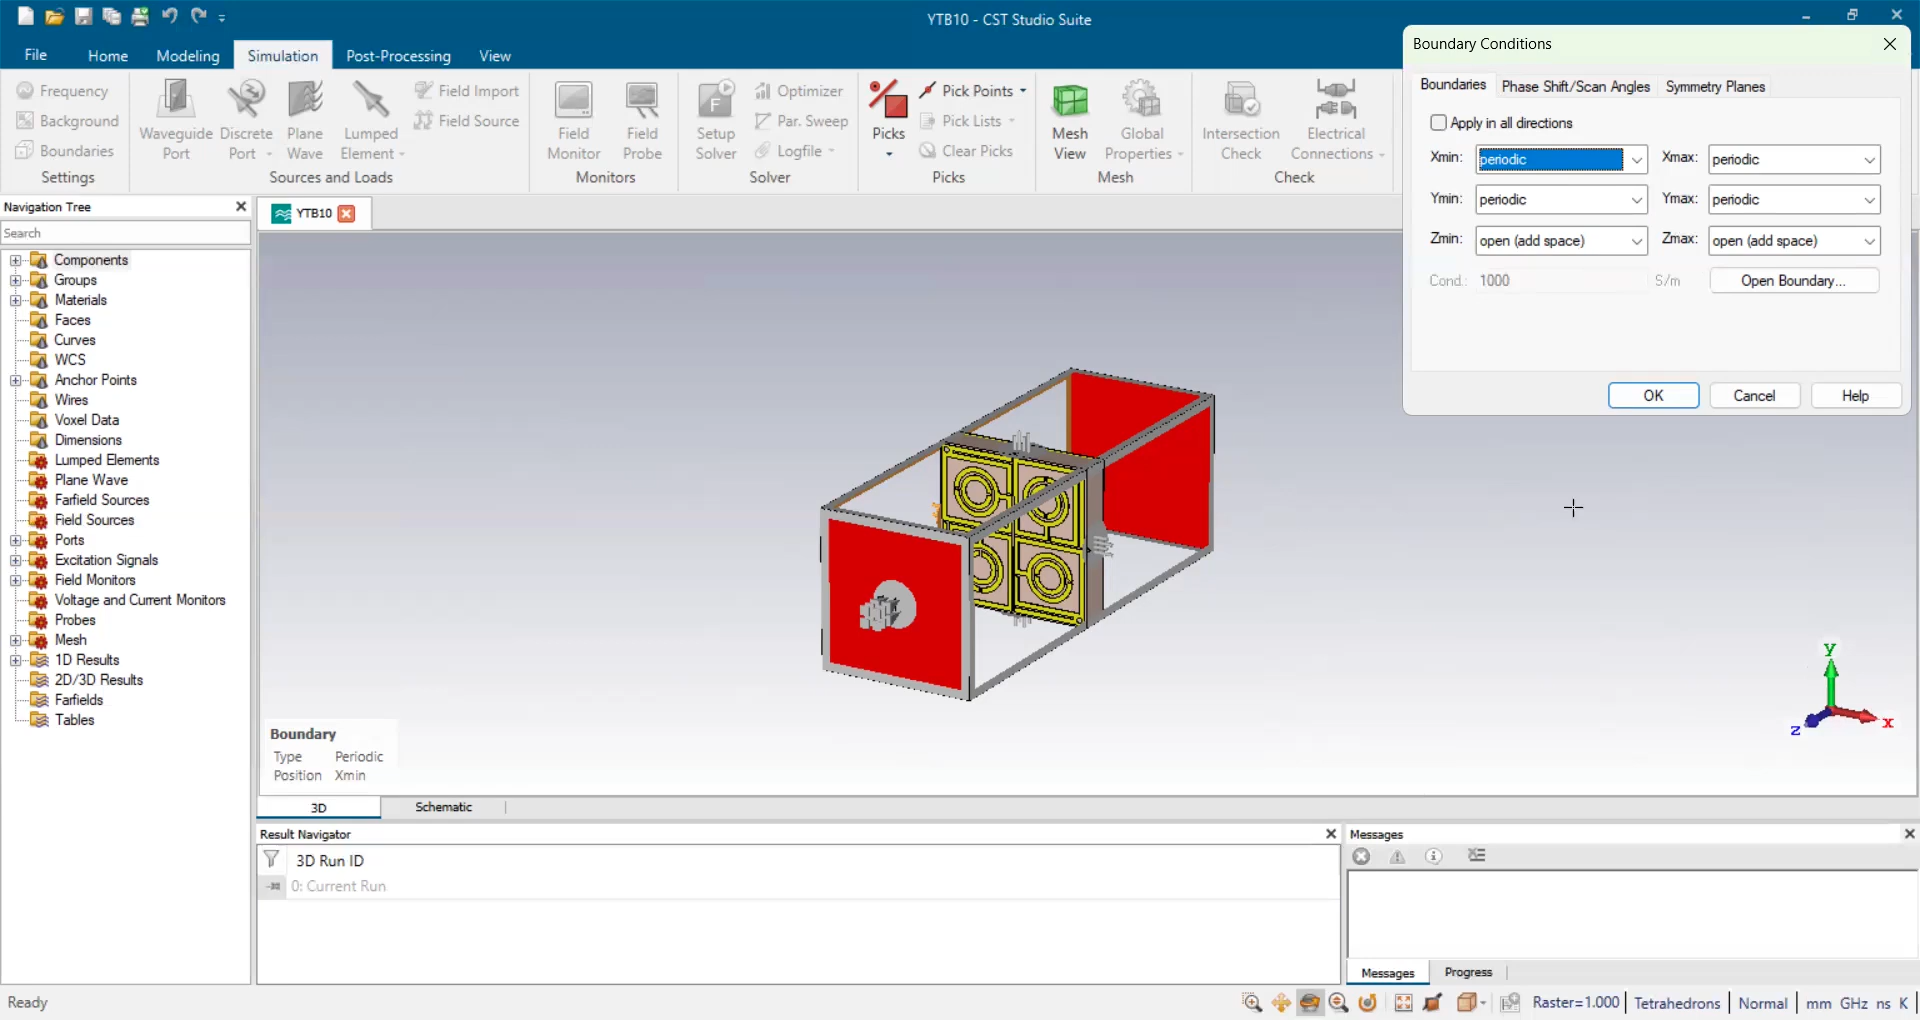 YTB10 - CST Studio Suite
File Home Modeling Simulation Post-Processing View
Frequency
Background
Boundaries
Settings
Waveguide Port
Discrete Port
Plane Wave
Lumped Element
Field Import
Field Source
Sources and Loads
Field Monitor
Field Probe
Monitors
Setup Solver
Optimizer
Par. Sweep
Logfile
Solver
Picks
Pick Points
Pick Lists
Clear Picks
Picks
Mesh View
Global Properties
Mesh
Intersection Check
Electrical Connections
Check
Boundary Conditions
Boundaries Phase Shift/Scan Angles Symmetry Planes
Apply in all directions
Xmin: periodic Xmax: periodic
Ymin: periodic Ymax: periodic
Zmin: open (add space) Zmax: open (add space)
Cond.: 1000 S/m Open Boundary...
OK Cancel Help
Navigation Tree
Search
Components
Groups
Materials
Faces
Curves
WCS
Anchor Points
Wires
Voxel Data
Dimensions
Lumped Elements
Plane Wave
Farfield Sources
Field Sources
Ports
Excitation Signals
Field Monitors
Voltage and Current Monitors
Probes
Mesh
1D Results
2D/3D Results
Farfields
Tables
YTB10
y
x
z
Boundary
Type Periodic
Position Xmin
3D Schematic
Result Navigator
3D Run ID
0: Current Run
Messages
Messages Progress
Ready
Raster=1.000 Tetrahedrons Normal mm GHz ns K